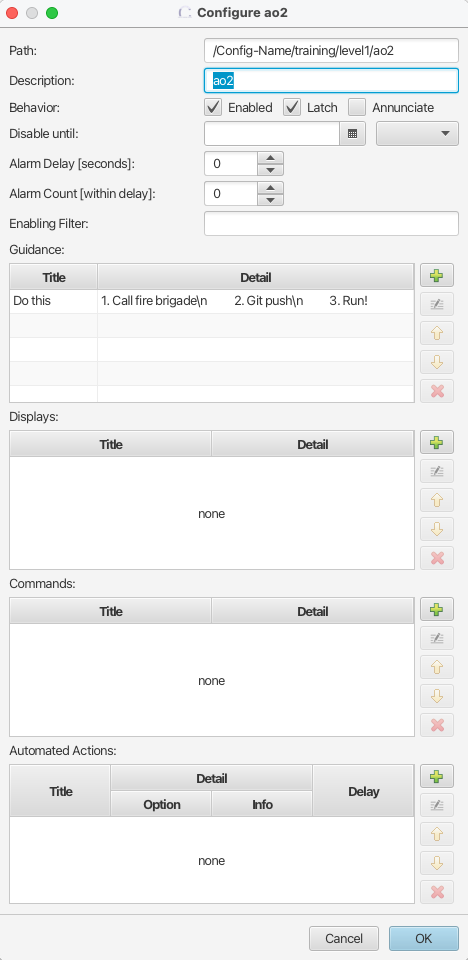 Configure ao2
Path: /Config-Name/training/level1/ao2
Description: ao2
Behavior: Enabled Latch Annunciate
Disable until:
Alarm Delay [seconds]: 0
Alarm Count [within delay]: 0
Enabling Filter:
Guidance:
Title Detail
Do this 1. Call fire brigade\n 2. Git push\n 3. Run!
Displays:
Title Detail
none
Commands:
Title Detail
none
Automated Actions:
Title Detail Delay
Option Info
none
Cancel OK